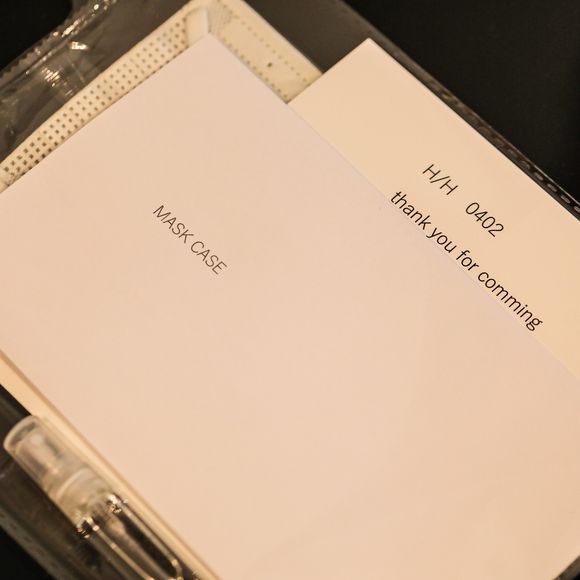 MASK CASE
H/H 0402
thank you for comming